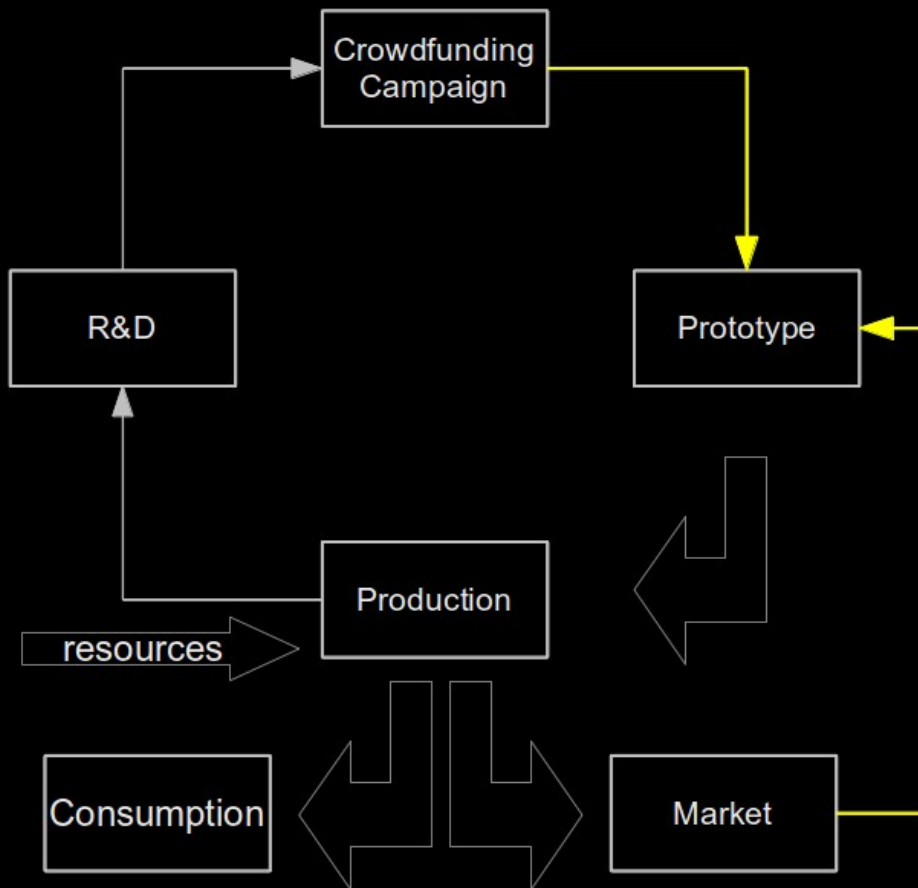 Crowdfunding
Campaign
R&D
Prototype
Production
resources
Consumption
Market